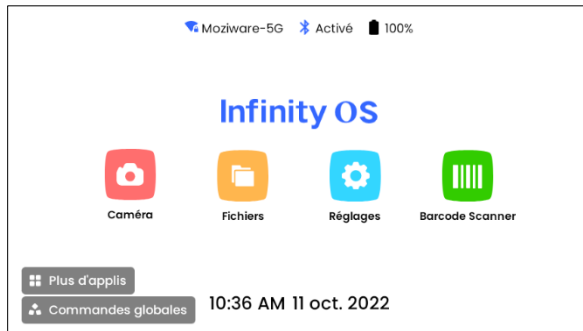 Moziware-5G Activé 100%
Infinity OS
Caméra Fichiers Réglages Barcode Scanner
Plus d'applis
Commandes globales
10:36 AM 11 oct. 2022